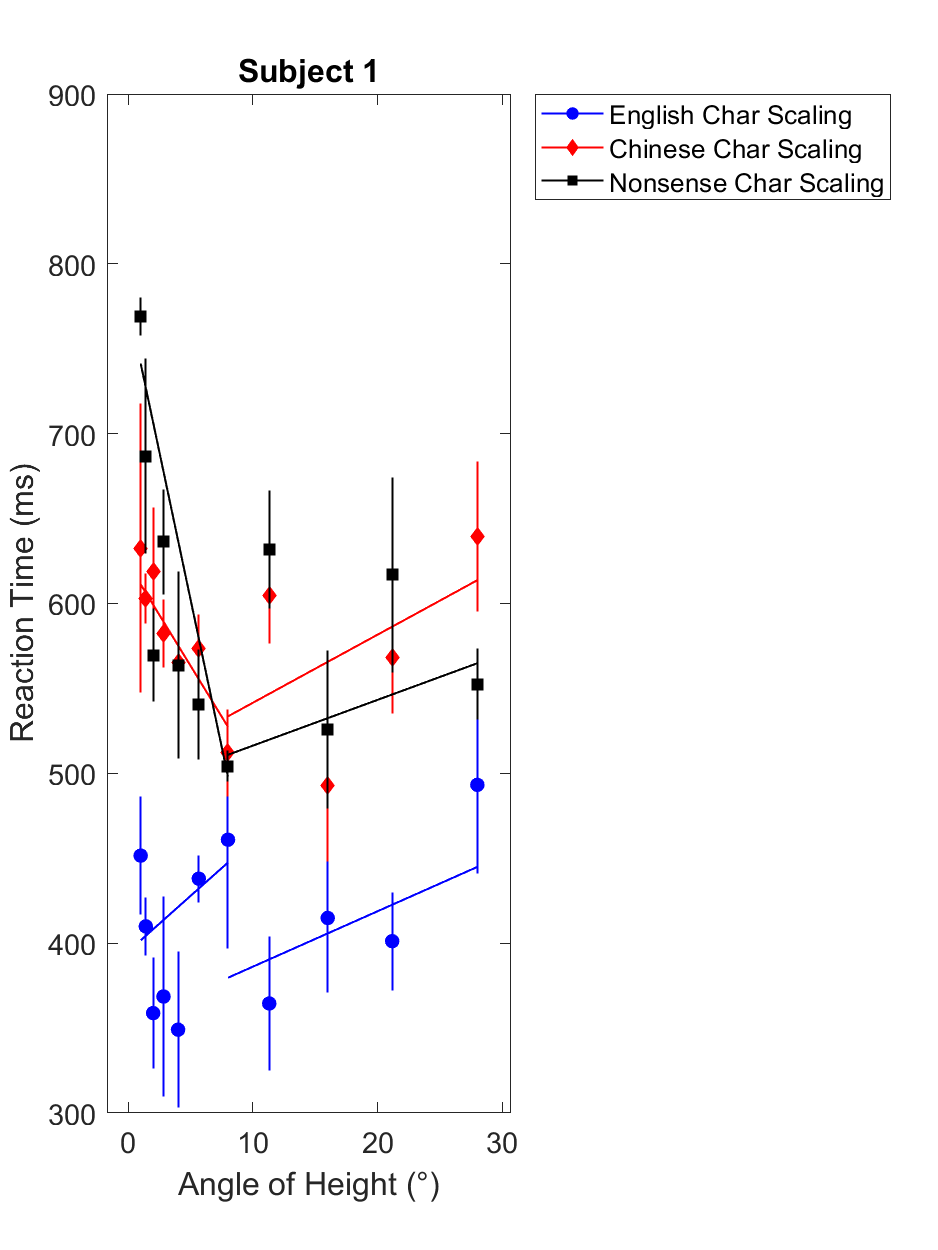 Subject 1
English Char Scaling
Chinese Char Scaling
Nonsense Char Scaling
900
800
700
600
500
400
300
Reaction Time (ms)
0 10 20 30
Angle of Height (°)